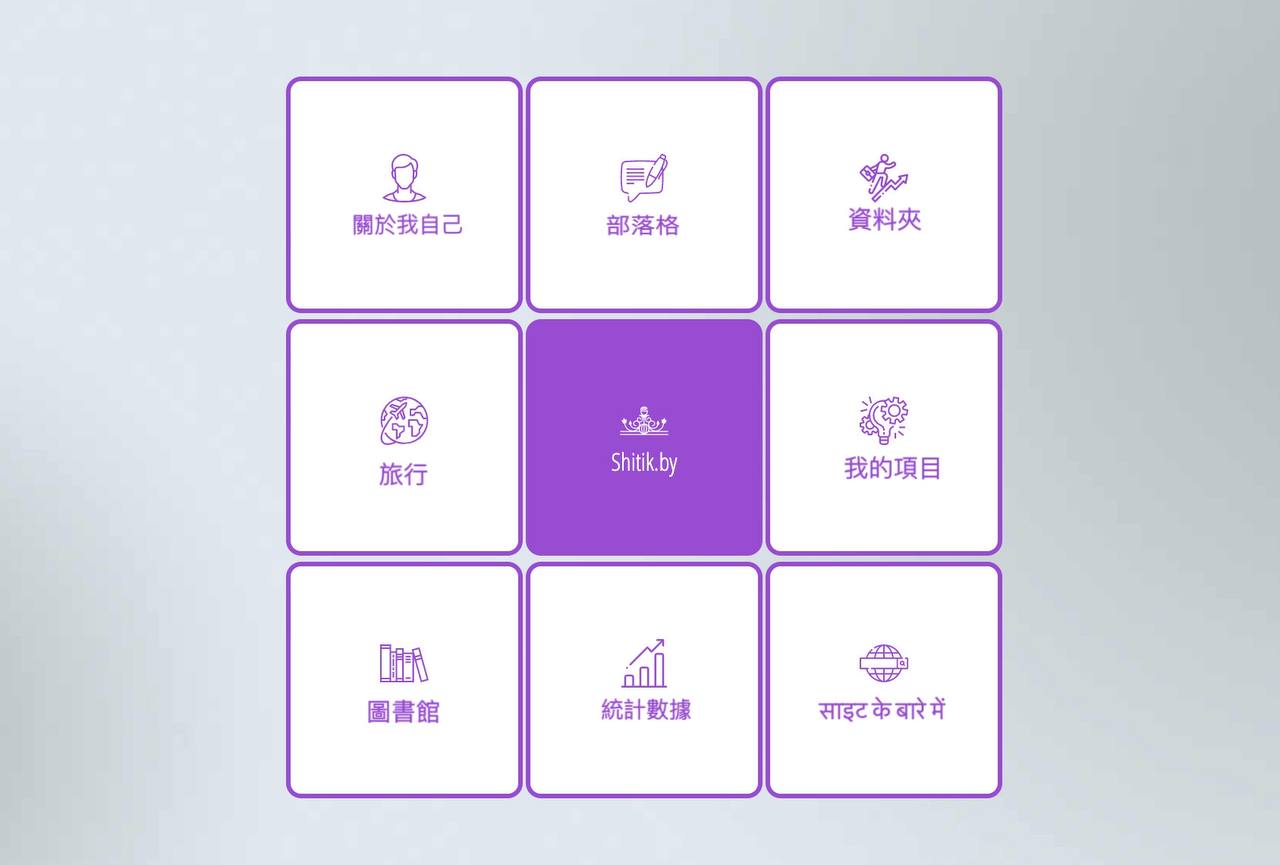 關於我自己
部落格
資料夾
旅行
Shitik.by
我的項目
圖書館
統計數據
साइट के बारे में